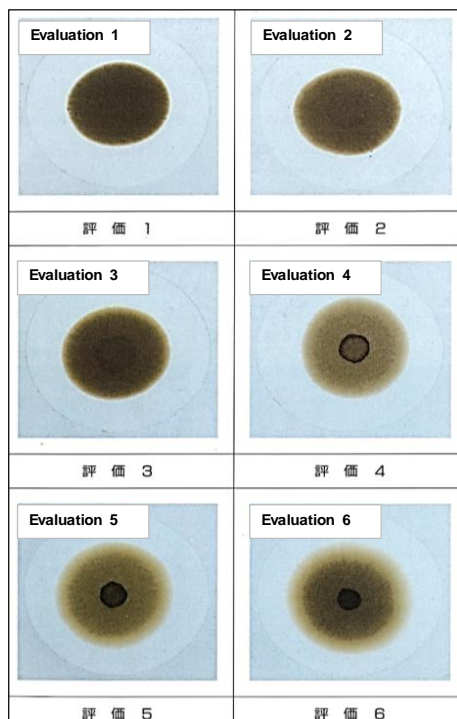 Evaluation 1
Evaluation 2
評価 1
評価 2
Evaluation 3
Evaluation 4
評価 3
評価 4
Evaluation 5
Evaluation 6
評価 5
評価 6